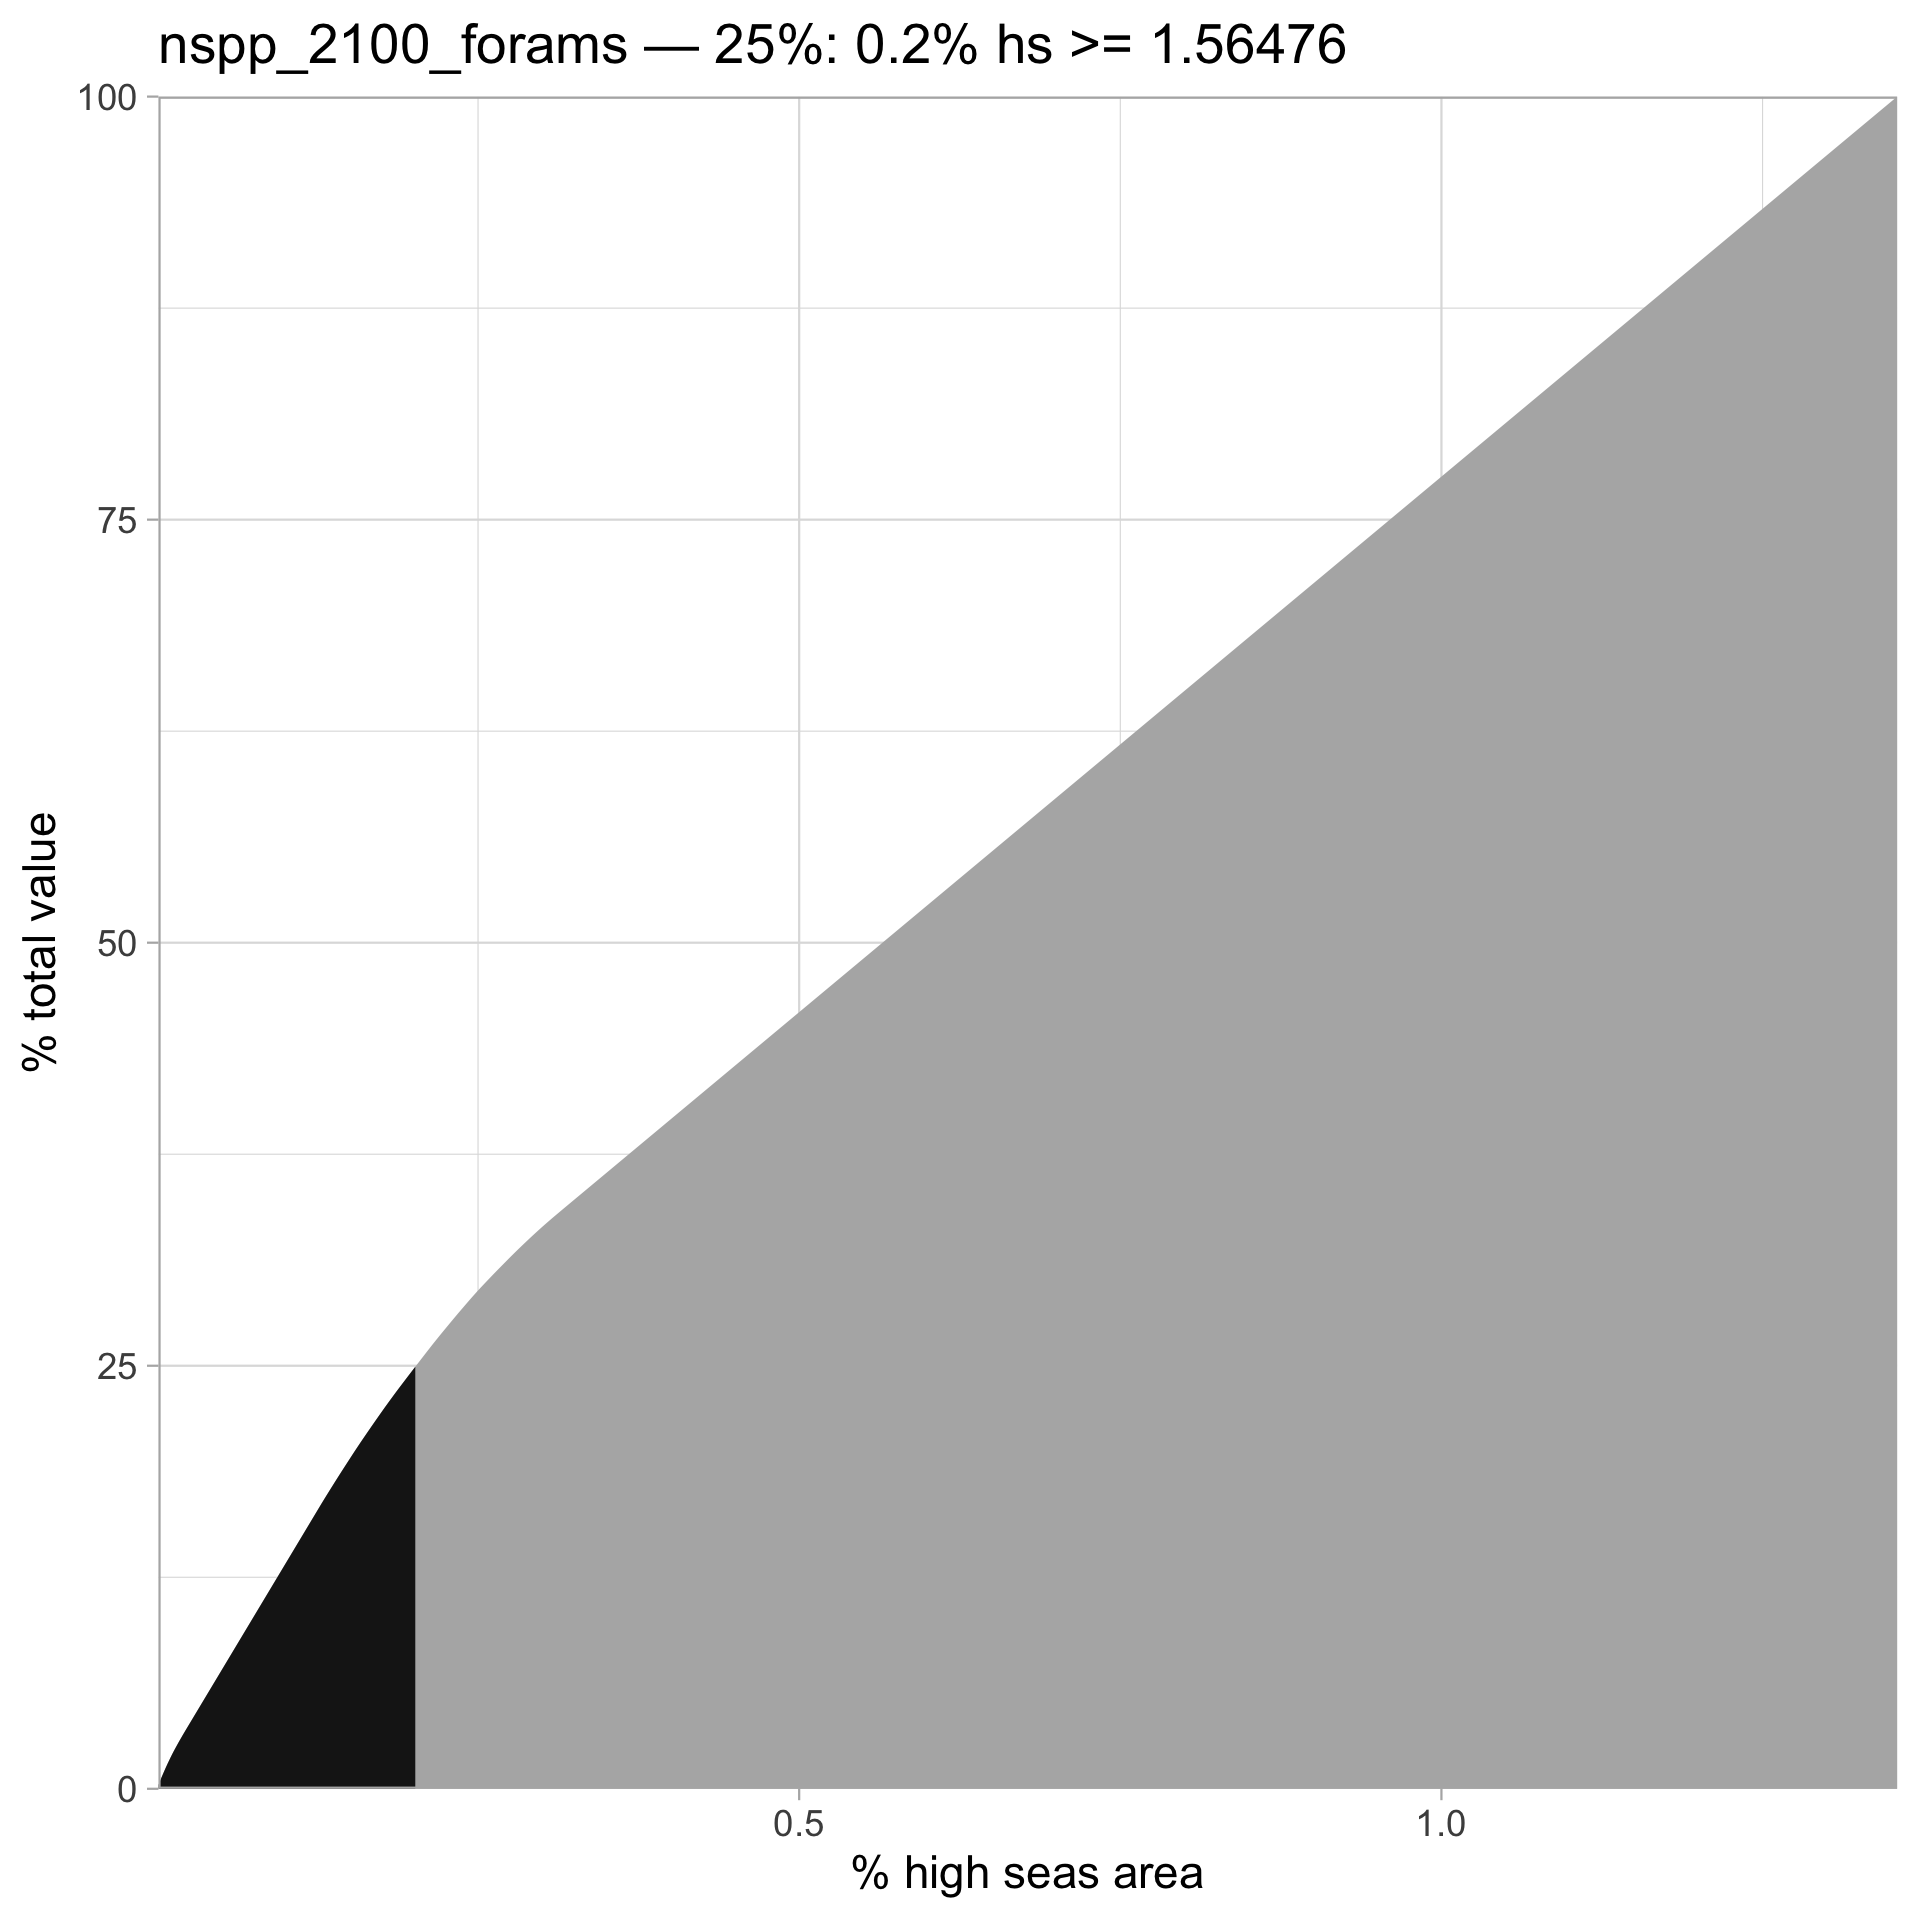 nspp_2100_forams — 25%: 0.2% hs >= 1.56476
100
75
50
25
0
% total value
0.5
1.0
% high seas area